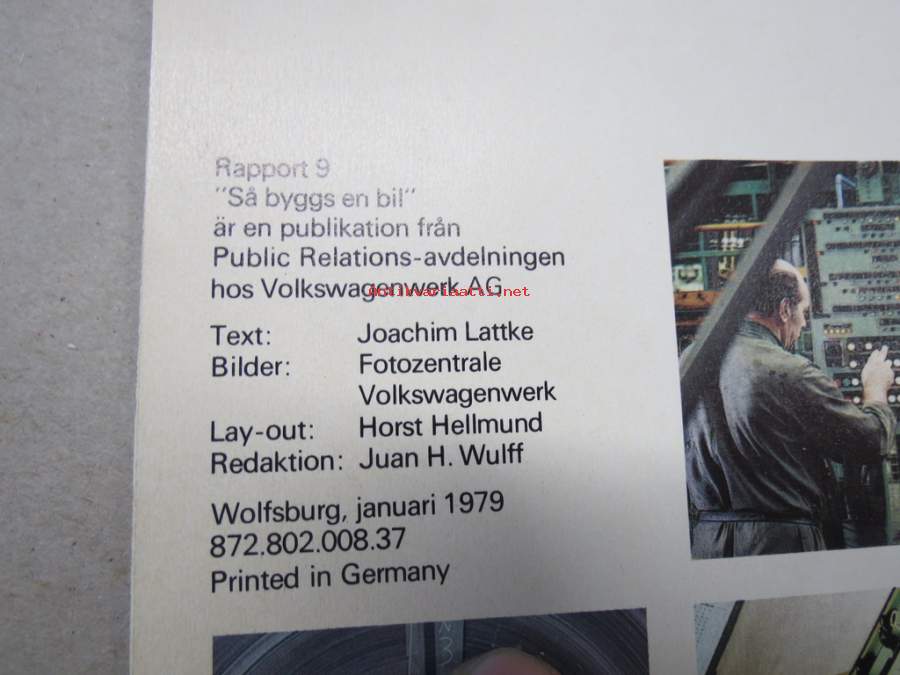 Rapport 9
"Så byggs en bil"
är en publikation från
Public Relations-avdelningen
hos Volkswagenwerk AG
antikvariaatti.net
Text: Joachim Lattke
Bilder: Fotozentrale
Volkswagenwerk
Lay-out: Horst Hellmund
Redaktion: Juan H. Wulff
Wolfsburg, januari 1979
872.802.008.37
Printed in Germany